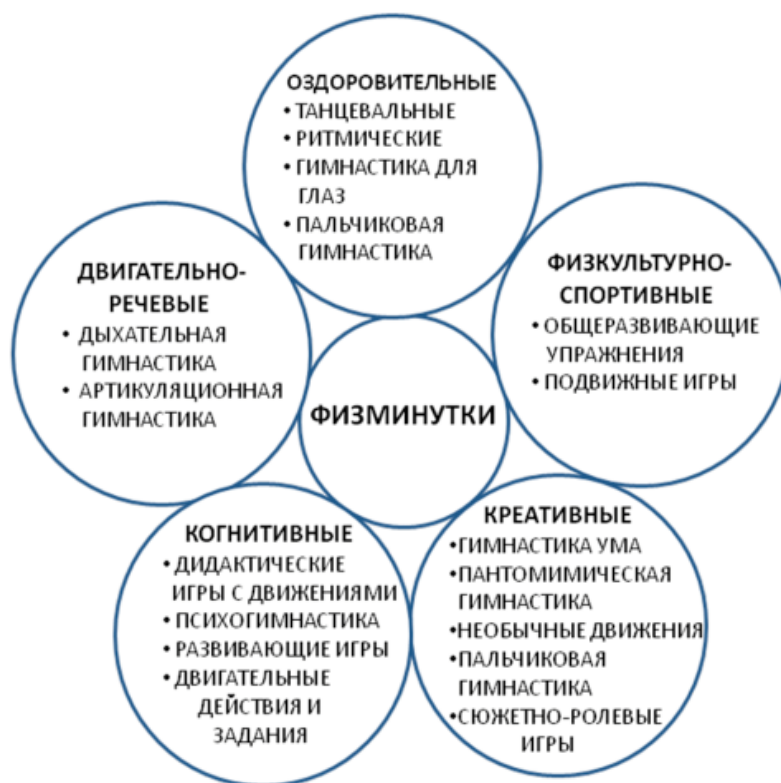 ОЗДОРОВИТЕЛЬНЫЕ
•ТАНЦЕВАЛЬНЫЕ
•РИТМИЧЕСКИЕ
•ГИМНАСТИКА ДЛЯ
ГЛАЗ
•ПАЛЬЧИКОВАЯ
ГИМНАСТИКА
ДВИГАТЕЛЬНО-
РЕЧЕВЫЕ
• ДЫХАТЕЛЬНАЯ
ГИМНАСТИКА
• АРТИКУЛЯЦИОННАЯ
ГИМНАСТИКА
ФИЗКУЛЬТУРНО-
СПОРТИВНЫЕ
• ОБЩЕРАЗВИВАЮЩИЕ
УПРАЖНЕНИЯ
• ПОДВИЖНЫЕ ИГРЫ
ФИЗМИНУТКИ
КОГНИТИВНЫЕ
• ДИДАКТИЧЕСКИЕ
ИГРЫ С ДВИЖЕНИЯМИ
• ПСИХОГИМНАСТИКА
• РАЗВИВАЮЩИЕ ИГРЫ
• ДВИГАТЕЛЬНЫЕ
ДЕЙСТВИЯ И
ЗАДАНИЯ
КРЕАТИВНЫЕ
•ГИМНАСТИКА УМА
•ПАНТОМИМИЧЕСКАЯ
ГИМНАСТИКА
•НЕОБЫЧНЫЕ ДВИЖЕНИЯ
•ПАЛЬЧИКОВАЯ
ГИМНАСТИКА
•СЮЖЕТНО-РОЛЕВЫЕ
ИГРЫ